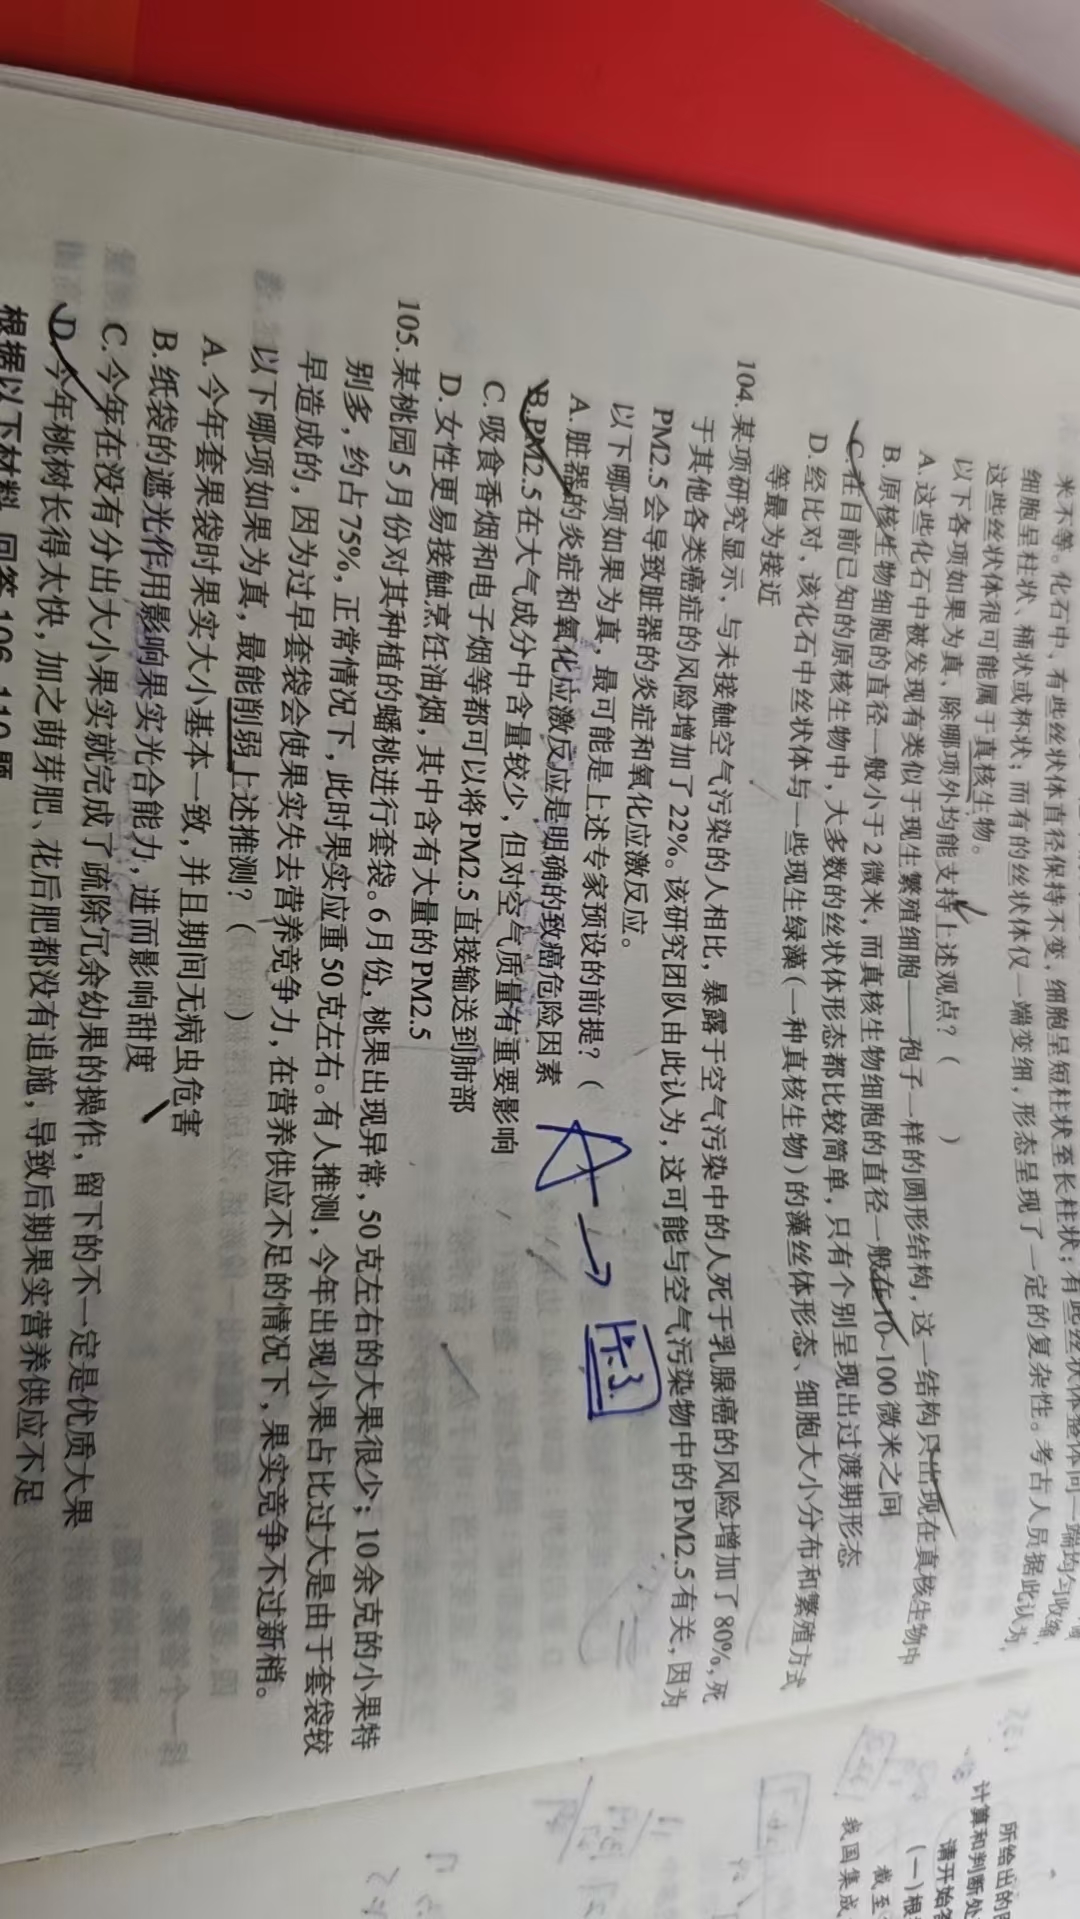 米不等。化石中，有些丝状体直径保持不变，细胞呈短柱状至长柱状；有些丝状体整体向一端均匀收缩，
细胞呈柱状、桶状或杯状；而有的丝状体仅一端变细，形态呈现了一定的复杂性。考古人员据此认为，
这些丝状体很可能属于真核生物。
以下各项如果为真，除哪项外均能支持上述观点？（ ）
A.这些化石中被发现有类似于现生繁殖细胞——孢子一样的圆形结构，这一结构只出现在真核生物中
B.原核生物细胞的直径一般小于2微米，而真核生物细胞的直径一般在10~100微米之间
C.在目前已知的原核生物中，大多数的丝状体形态都比较简单，只有个别呈现出过渡期形态
D.经比对，该化石中丝状体与一些现生绿藻（一种真核生物）的藻丝体形态、细胞大小分布和繁殖方式
等最为接近
104.某项研究显示，与未接触空气污染的人相比，暴露于空气污染中的人死于乳腺癌的风险增加了80%，死
于其他各类癌症的风险增加了22%。该研究团队由此认为，这可能与空气污染物中的PM2.5有关，因为
PM2.5会导致脏器的炎症和氧化应激反应。
以下哪项如果为真，最可能是上述专家预设的前提？（
A.脏器的炎症和氧化应激反应是明确的致癌危险因素
B.PM2.5在大气成分中含量较少，但对空气质量有重要影响
C.吸食香烟和电子烟等都可以将PM2.5直接输送到肺部
D.女性更易接触烹饪油烟，其中含有大量的PM2.5
A→
105.某桃园5月份对其种植的蟠桃进行套袋。6月份，桃果出现异常，50克左右的大果很少；10余克的小果特
别多，约占75%，正常情况下，此时果实应重50克左右。有人推测，今年出现小果占比过大是由于套袋较
早造成的，因为过早套袋会使果实失去营养竞争力，在营养供应不足的情况下，果实竞争不过新梢。
以下哪项如果为真，最能削弱上述推测？（ ）
A.今年套果袋时果实大小基本一致，并且期间无病虫危害
B.纸袋的遮光作用影响果实光合能力，进而影响甜度
C.今年在没有分出大小果实就完成了疏除冗余幼果的操作，留下的不一定是优质大果
D.今年桃树长得太快，加之萌芽肥、花后肥都没有追施，导致后期果实营养供应不足
根据以下材料，回答106~110题
所给出的
计算和判断处
请开始答
（一）根
截至
我国集成